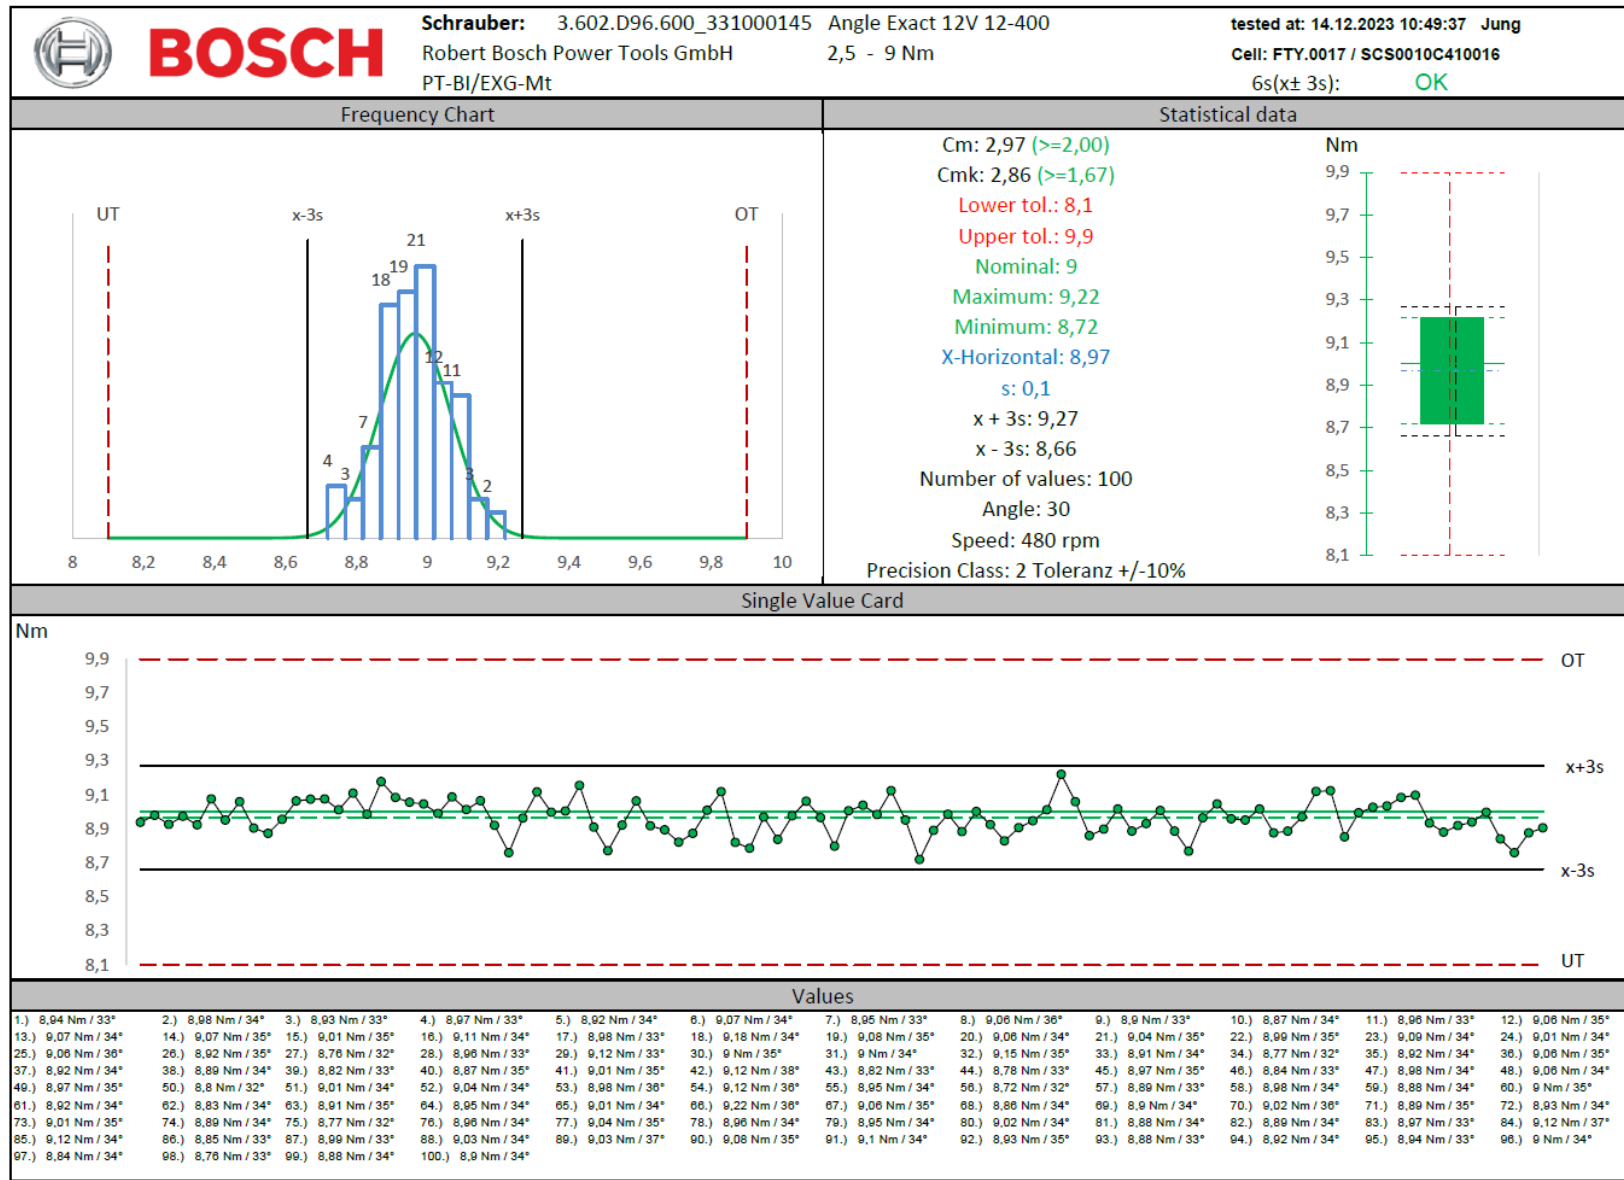 BOSCH
Schrauber: 3.602.D96.600_331000145 Angle Exact 12V 12-400
Robert Bosch Power Tools GmbH 2,5 - 9 Nm
PT-BI/EXG-Mt
tested at: 14.12.2023 10:49:37 Jung
Cell: FTY.0017 / SCS0010C410016
6s(x± 3s): OK
Frequency Chart
UT x-3s x+3s OT
21
19
18
12
11
7
4
3
3
2
8 8,2 8,4 8,6 8,8 9 9,2 9,4 9,6 9,8 10
Statistical data
Cm: 2,97 (>=2,00)
Cmk: 2,86 (>=1,67)
Lower tol.: 8,1
Upper tol.: 9,9
Nominal: 9
Maximum: 9,22
Minimum: 8,72
X-Horizontal: 8,97
s: 0,1
x + 3s: 9,27
x - 3s: 8,66
Number of values: 100
Angle: 30
Speed: 480 rpm
Precision Class: 2 Toleranz +/-10%
Nm
9,9
9,7
9,5
9,3
9,1
8,9
8,7
8,5
8,3
8,1
Single Value Card
Nm
9,9
9,7
9,5
9,3
9,1
8,9
8,7
8,5
8,3
8,1
OT
x+3s
x-3s
UT
Values
1.) 8,94 Nm / 33° 2.) 8,98 Nm / 34° 3.) 8,93 Nm / 33° 4.) 8,97 Nm / 33° 5.) 8,92 Nm / 34° 6.) 9,07 Nm / 34° 7.) 8,95 Nm / 33° 8.) 9,06 Nm / 36° 9.) 8,9 Nm / 33° 10.) 8,87 Nm / 34° 11.) 8,96 Nm / 33° 12.) 9,06 Nm / 35°
13.) 9,07 Nm / 34° 14.) 9,07 Nm / 35° 15.) 9,01 Nm / 35° 16.) 9,11 Nm / 34° 17.) 8,98 Nm / 33° 18.) 9,18 Nm / 34° 19.) 9,08 Nm / 35° 20.) 9,06 Nm / 34° 21.) 9,04 Nm / 35° 22.) 8,99 Nm / 35° 23.) 9,09 Nm / 34° 24.) 9,01 Nm / 34°
25.) 9,06 Nm / 36° 26.) 8,92 Nm / 35° 27.) 8,76 Nm / 32° 28.) 8,96 Nm / 33° 29.) 9,12 Nm / 33° 30.) 9 Nm / 35° 31.) 9 Nm / 34° 32.) 9,15 Nm / 35° 33.) 8,91 Nm / 34° 34.) 8,77 Nm / 32° 35.) 8,92 Nm / 34° 36.) 9,06 Nm / 35°
37.) 8,92 Nm / 34° 38.) 8,89 Nm / 34° 39.) 8,82 Nm / 33° 40.) 8,87 Nm / 35° 41.) 9,01 Nm / 35° 42.) 9,12 Nm / 38° 43.) 8,82 Nm / 33° 44.) 8,78 Nm / 33° 45.) 8,97 Nm / 35° 46.) 8,84 Nm / 33° 47.) 8,98 Nm / 34° 48.) 9,06 Nm / 34°
49.) 8,97 Nm / 35° 50.) 8,8 Nm / 32° 51.) 9,01 Nm / 34° 52.) 9,04 Nm / 34° 53.) 8,98 Nm / 36° 54.) 9,12 Nm / 36° 55.) 8,95 Nm / 34° 56.) 8,72 Nm / 32° 57.) 8,89 Nm / 33° 58.) 8,98 Nm / 34° 59.) 8,88 Nm / 34° 60.) 9 Nm / 35°
61.) 8,92 Nm / 34° 62.) 8,83 Nm / 34° 63.) 8,91 Nm / 35° 64.) 8,95 Nm / 34° 65.) 9,01 Nm / 34° 66.) 9,22 Nm / 36° 67.) 9,06 Nm / 35° 68.) 8,86 Nm / 34° 69.) 8,9 Nm / 34° 70.) 9,02 Nm / 36° 71.) 8,89 Nm / 35° 72.) 8,93 Nm / 34°
73.) 9,01 Nm / 35° 74.) 8,89 Nm / 34° 75.) 8,77 Nm / 32° 76.) 8,96 Nm / 34° 77.) 9,04 Nm / 35° 78.) 8,96 Nm / 34° 79.) 8,95 Nm / 34° 80.) 9,02 Nm / 34° 81.) 8,88 Nm / 34° 82.) 8,89 Nm / 34° 83.) 8,97 Nm / 33° 84.) 9,12 Nm / 37°
85.) 9,12 Nm / 34° 86.) 8,85 Nm / 33° 87.) 8,99 Nm / 33° 88.) 9,03 Nm / 34° 89.) 9,03 Nm / 37° 90.) 9,08 Nm / 35° 91.) 9,1 Nm / 34° 92.) 8,93 Nm / 35° 93.) 8,88 Nm / 33° 94.) 8,92 Nm / 34° 95.) 8,94 Nm / 33° 96.) 9 Nm / 34°
97.) 8,84 Nm / 34° 98.) 8,76 Nm / 33° 99.) 8,88 Nm / 34° 100.) 8,9 Nm / 34°